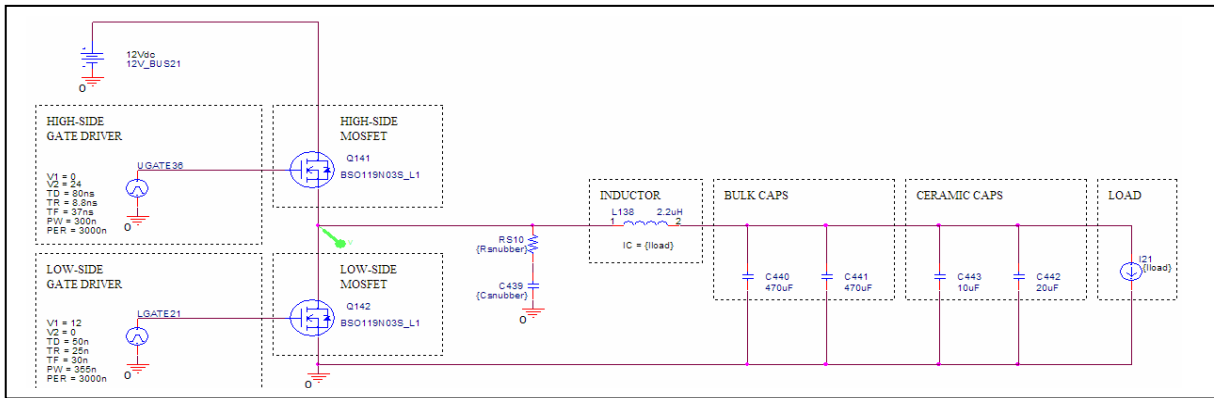 12Vdc
12V_BUS21
0
HIGH-SIDE
GATE DRIVER
UGATE36
V1 = 0
V2 = 24
TD = 80ns
TR = 8.8ns
TF = 37ns
PW = 300n
PER = 3000n
0
HIGH-SIDE
MOSFET
Q141
BSO119N03S_L1
V
LOW-SIDE
GATE DRIVER
LGATE21
V1 = 12
V2 = 0
TD = 50n
TR = 25n
TF = 30n
PW = 355n
PER = 3000n
0
LOW-SIDE
MOSFET
Q142
BSO119N03S_L1
0
RS10
{Rsnubber}
C439
{Csnubber}
0
INDUCTOR
L138 2.2uH
1 2
IC = {Iload}
BULK CAPS
C440
470uF
C441
470uF
CERAMIC CAPS
C443
10uF
C442
20uF
LOAD
I21
{Iload}